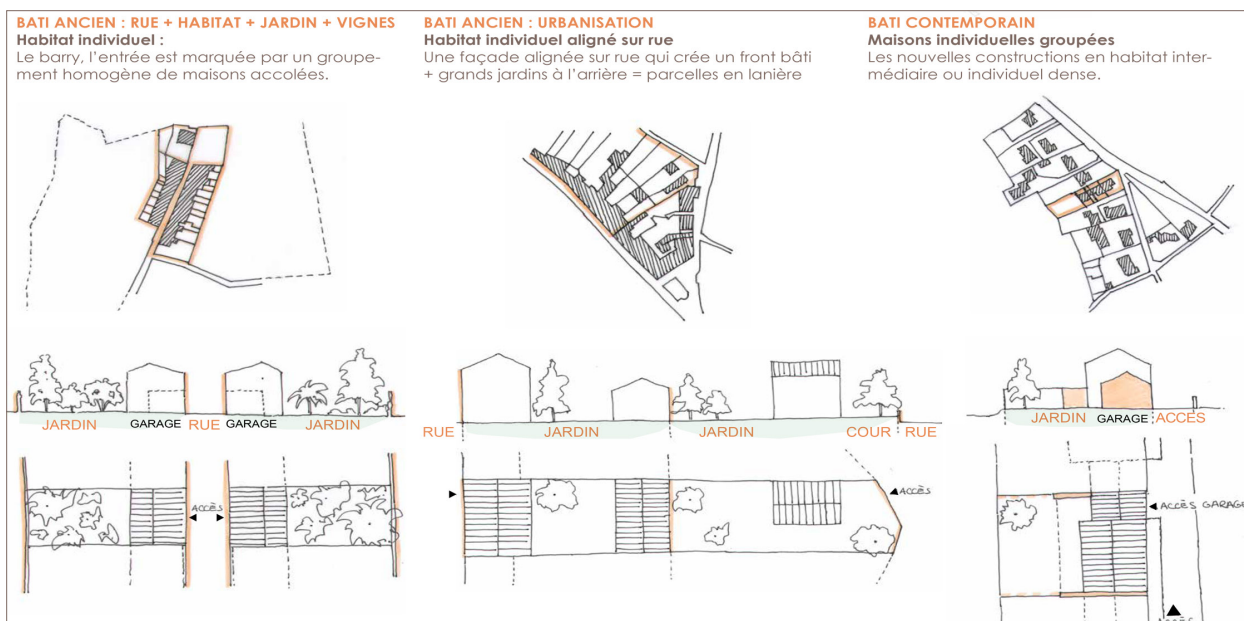 BATI ANCIEN : RUE + HABITAT + JARDIN + VIGNES
Habitat individuel :
Le barry, l'entrée est marquée par un groupe-
ment homogène de maisons accolées.
BATI ANCIEN : URBANISATION
Habitat individuel aligné sur rue
Une façade alignée sur rue qui crée un front bâti
+ grands jardins à l'arrière = parcelles en lanière
BATI CONTEMPORAIN
Maisons individuelles groupées
Les nouvelles constructions en habitat inter-
médiaire ou individuel dense.
JARDIN GARAGE RUE GARAGE JARDIN
RUE JARDIN JARDIN COUR RUE
JARDIN GARAGE ACCES
ACCÈS
ACCÈS
ACCÈS GARAGE
ACCÈS